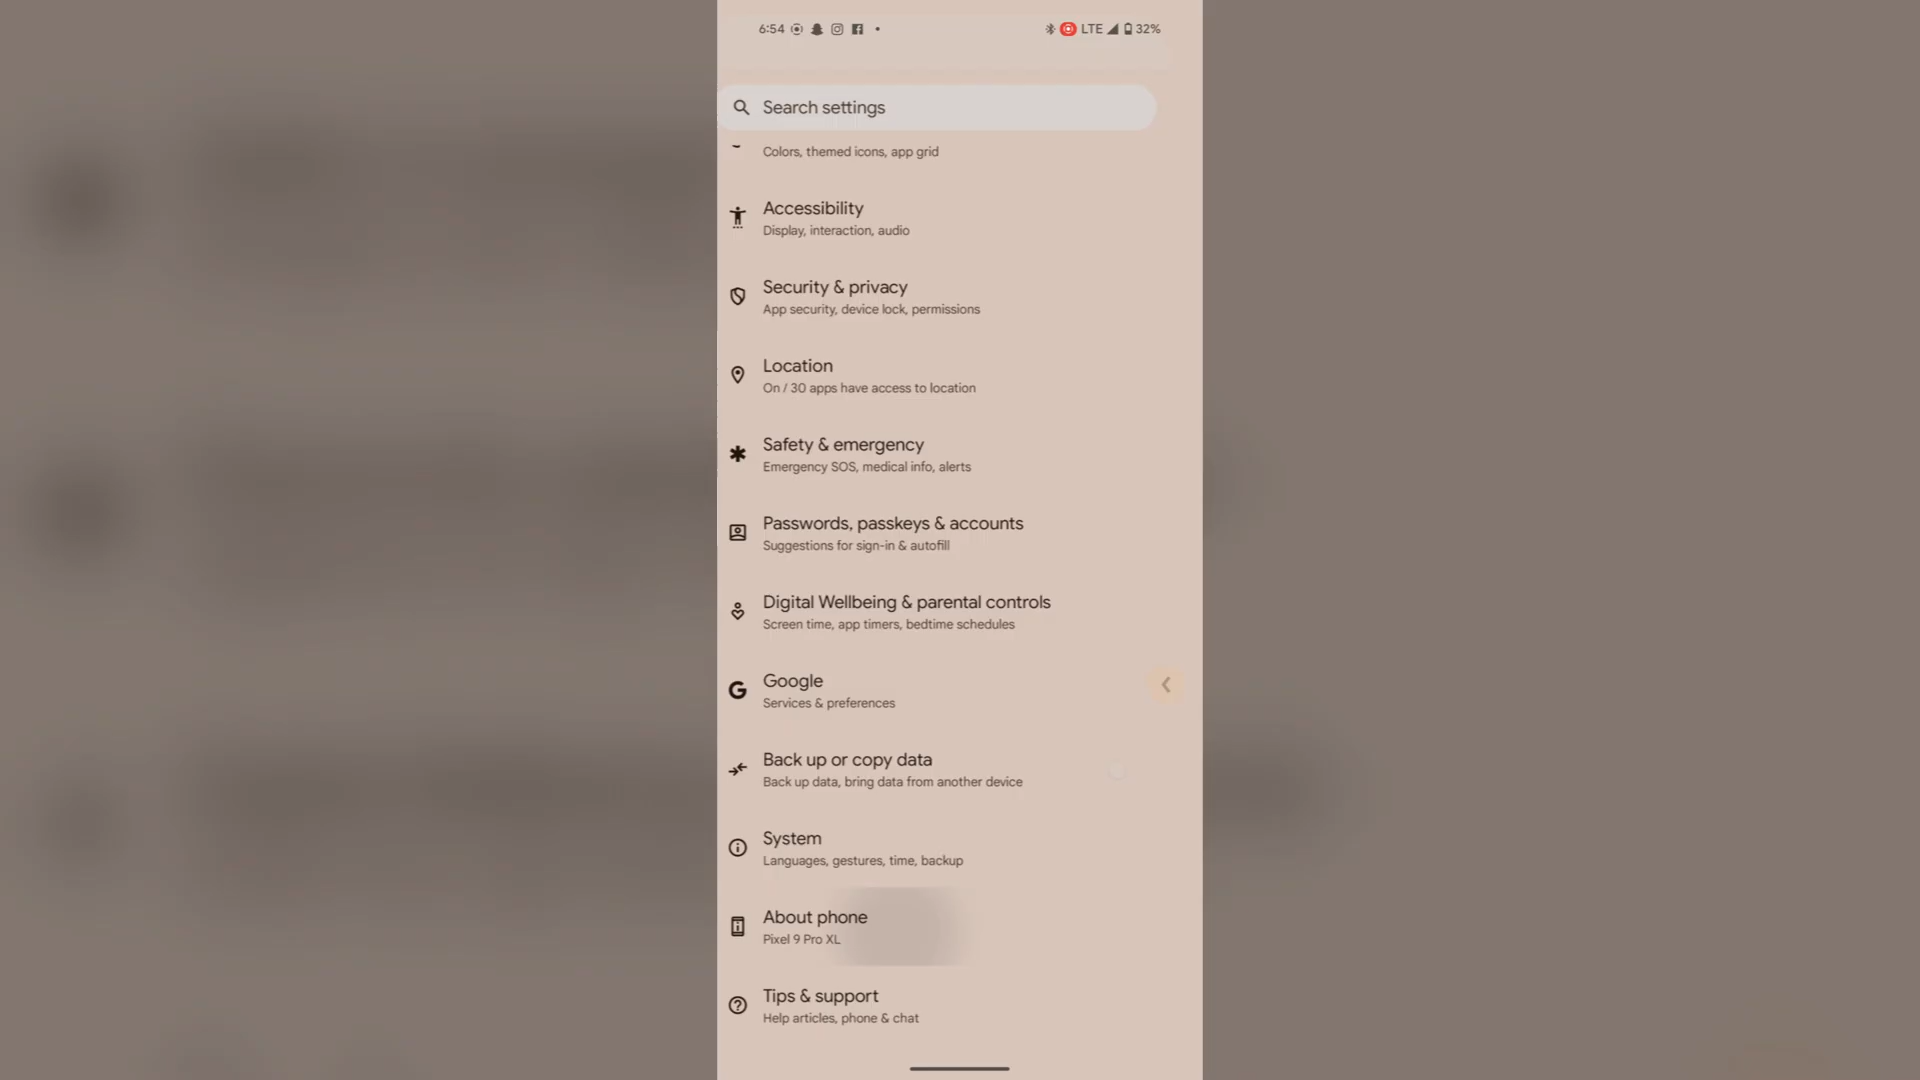 6:54 LTE 32%
Search settings
Colors, themed icons, app grid
Accessibility
Display, interaction, audio
Security & privacy
App security, device lock, permissions
Location
On / 30 apps have access to location
Safety & emergency
Emergency SOS, medical info, alerts
Passwords, passkeys & accounts
Suggestions for sign-in & autofill
Digital Wellbeing & parental controls
Screen time, app timers, bedtime schedules
Google
Services & preferences
Back up or copy data
Back up data, bring data from another device
System
Languages, gestures, time, backup
About phone
Pixel 9 Pro XL
Tips & support
Help articles, phone & chat